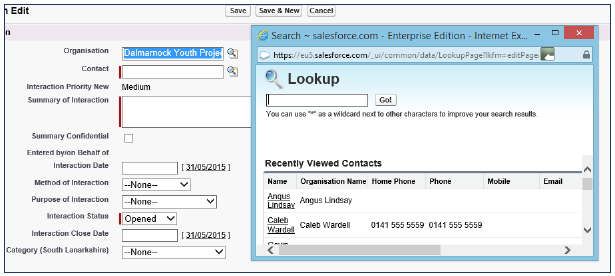 n Edit
Save Save & New Cancel
on
Organisation Dalmarnock Youth Projec
Contact
Interaction Priority New Medium
Summary of Interaction
Summary Confidential
Entered by/on Behalf of
Interaction Date [ 31/05/2015 ]
Method of Interaction --None--
Purpose of Interaction --None--
Interaction Status Opened
Interaction Close Date [ 31/05/2015 ]
Category (South Lanarkshire) --None--
Search ~ salesforce.com - Enterprise Edition - Internet Ex...
https://eu5.salesforce.com/_ui/common/data/LookupPage?lkfm=editPage
Lookup
Go!
You can use "*" as a wildcard next to other characters to improve your search results.
Recently Viewed Contacts
Name Organisation Name Home Phone Phone Mobile Email
Angus Lindsay Angus Lindsay
Caleb Wardell Caleb Wardell 0141 555 5559 0141 555 5559